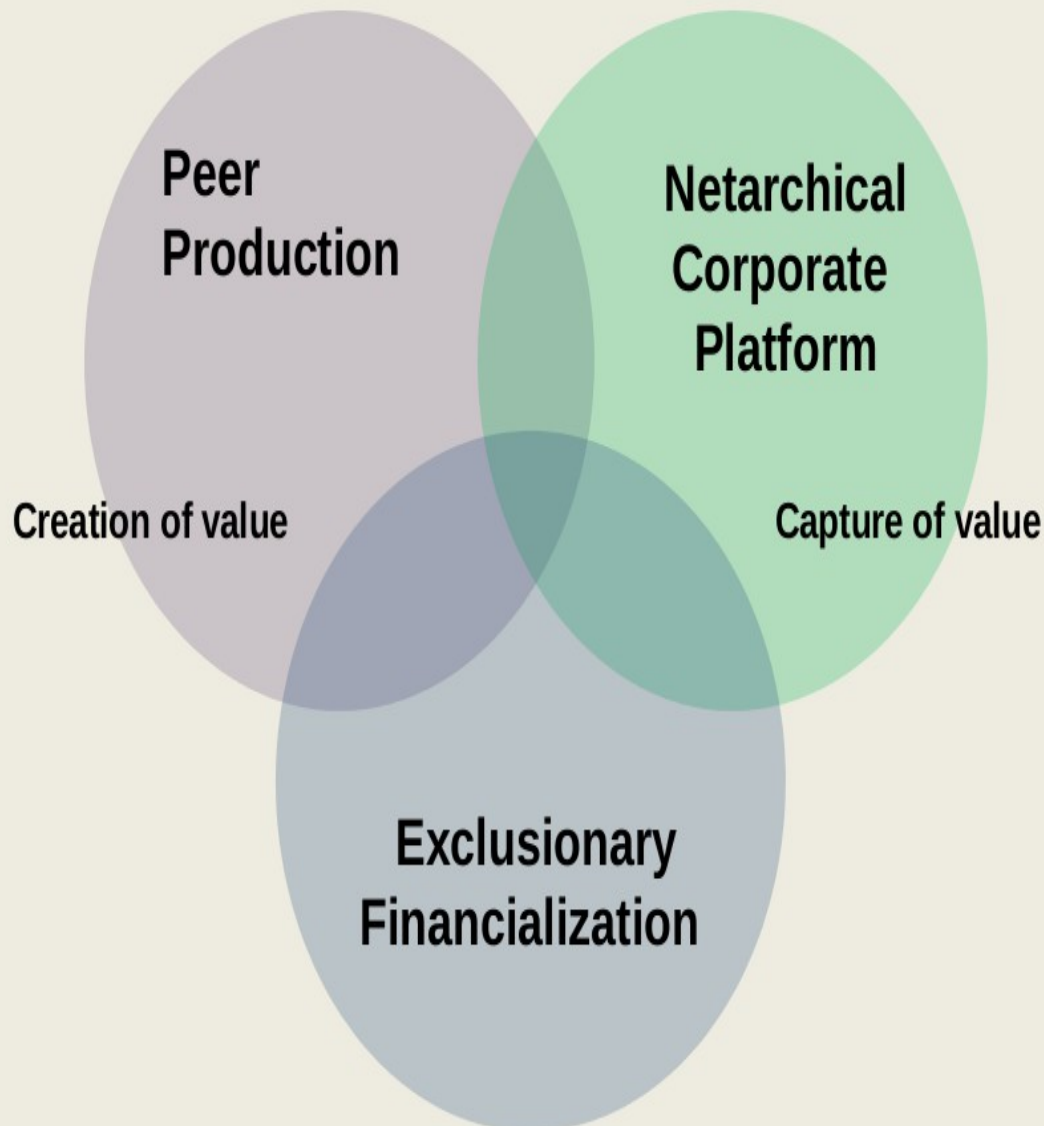 Peer
Production
Netarchical
Corporate
Platform
Creation of value
Capture of value
Exclusionary
Financialization